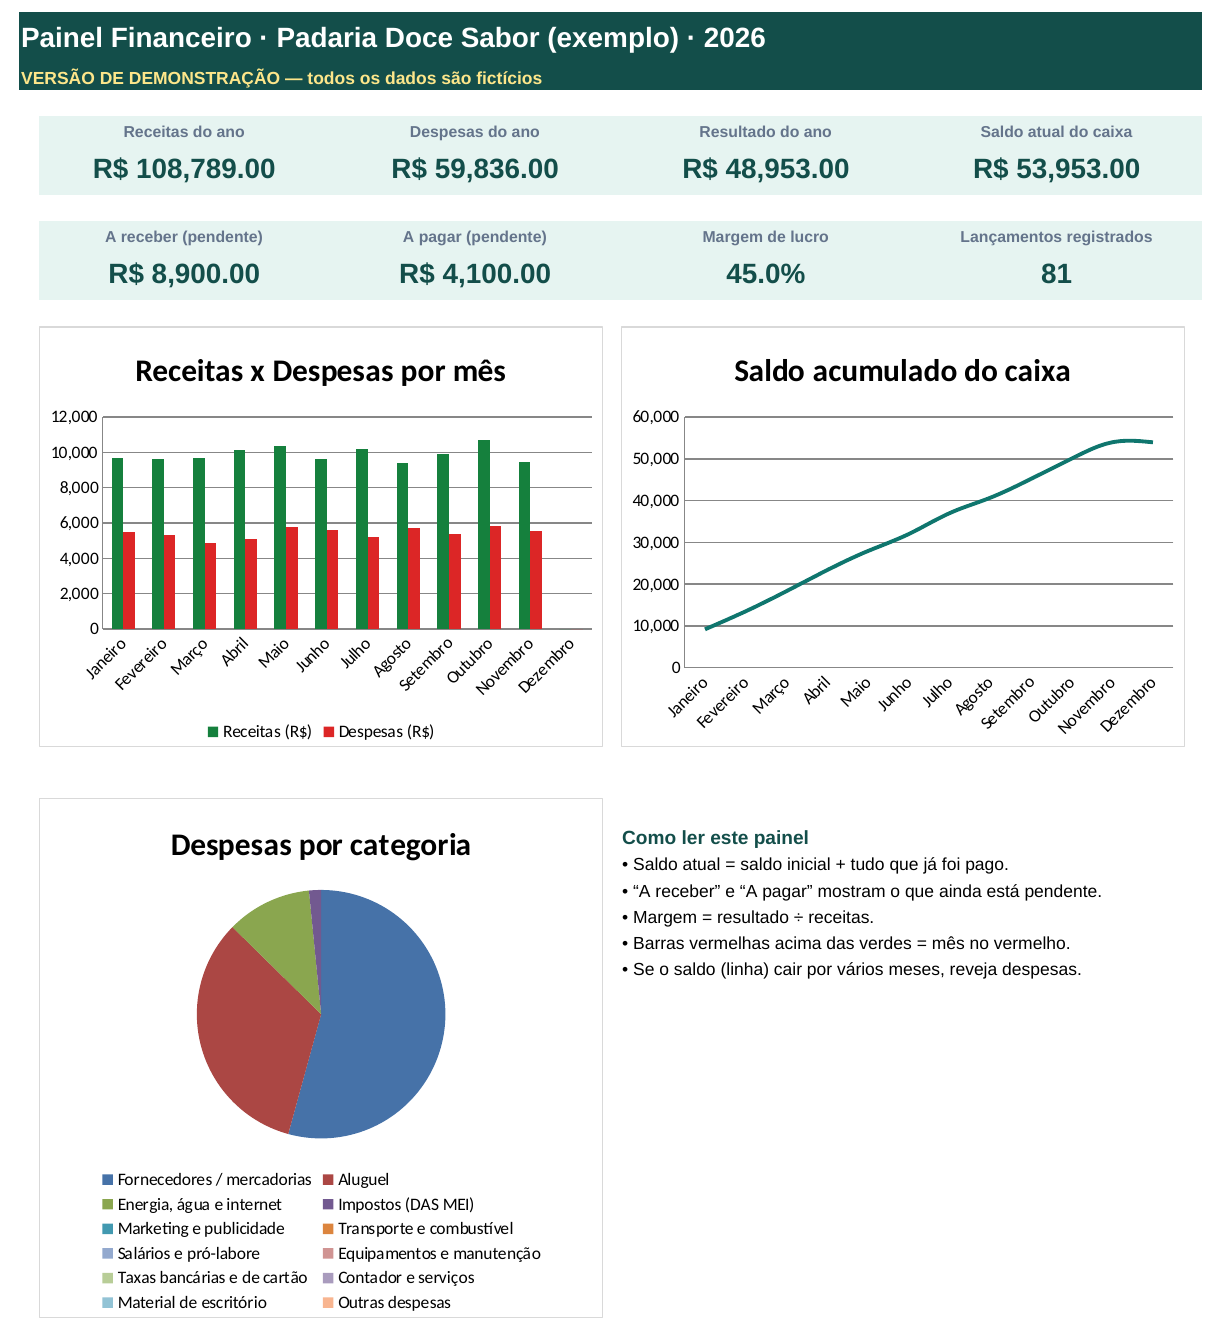 Painel Financeiro · Padaria Doce Sabor (exemplo) · 2026
VERSÃO DE DEMONSTRAÇÃO — todos os dados são fictícios
Receitas do ano
Despesas do ano
Resultado do ano
Saldo atual do caixa
R$ 108,789.00
R$ 59,836.00
R$ 48,953.00
R$ 53,953.00
A receber (pendente)
A pagar (pendente)
Margem de lucro
Lançamentos registrados
R$ 8,900.00
R$ 4,100.00
45.0%
81
Receitas x Despesas por mês
12,000
10,000
8,000
6,000
4,000
2,000
0
Janeiro
Fevereiro
Março
Abril
Maio
Junho
Julho
Agosto
Setembro
Outubro
Novembro
Dezembro
Receitas (R$)
Despesas (R$)
Saldo acumulado do caixa
60,000
50,000
40,000
30,000
20,000
10,000
0
Janeiro
Fevereiro
Março
Abril
Maio
Junho
Julho
Agosto
Setembro
Outubro
Novembro
Dezembro
Despesas por categoria
Fornecedores / mercadorias
Aluguel
Energia, água e internet
Impostos (DAS MEI)
Marketing e publicidade
Transporte e combustível
Salários e pró-labore
Equipamentos e manutenção
Taxas bancárias e de cartão
Contador e serviços
Material de escritório
Outras despesas
Como ler este painel
• Saldo atual = saldo inicial + tudo que já foi pago.
• “A receber” e “A pagar” mostram o que ainda está pendente.
• Margem = resultado ÷ receitas.
• Barras vermelhas acima das verdes = mês no vermelho.
• Se o saldo (linha) cair por vários meses, reveja despesas.